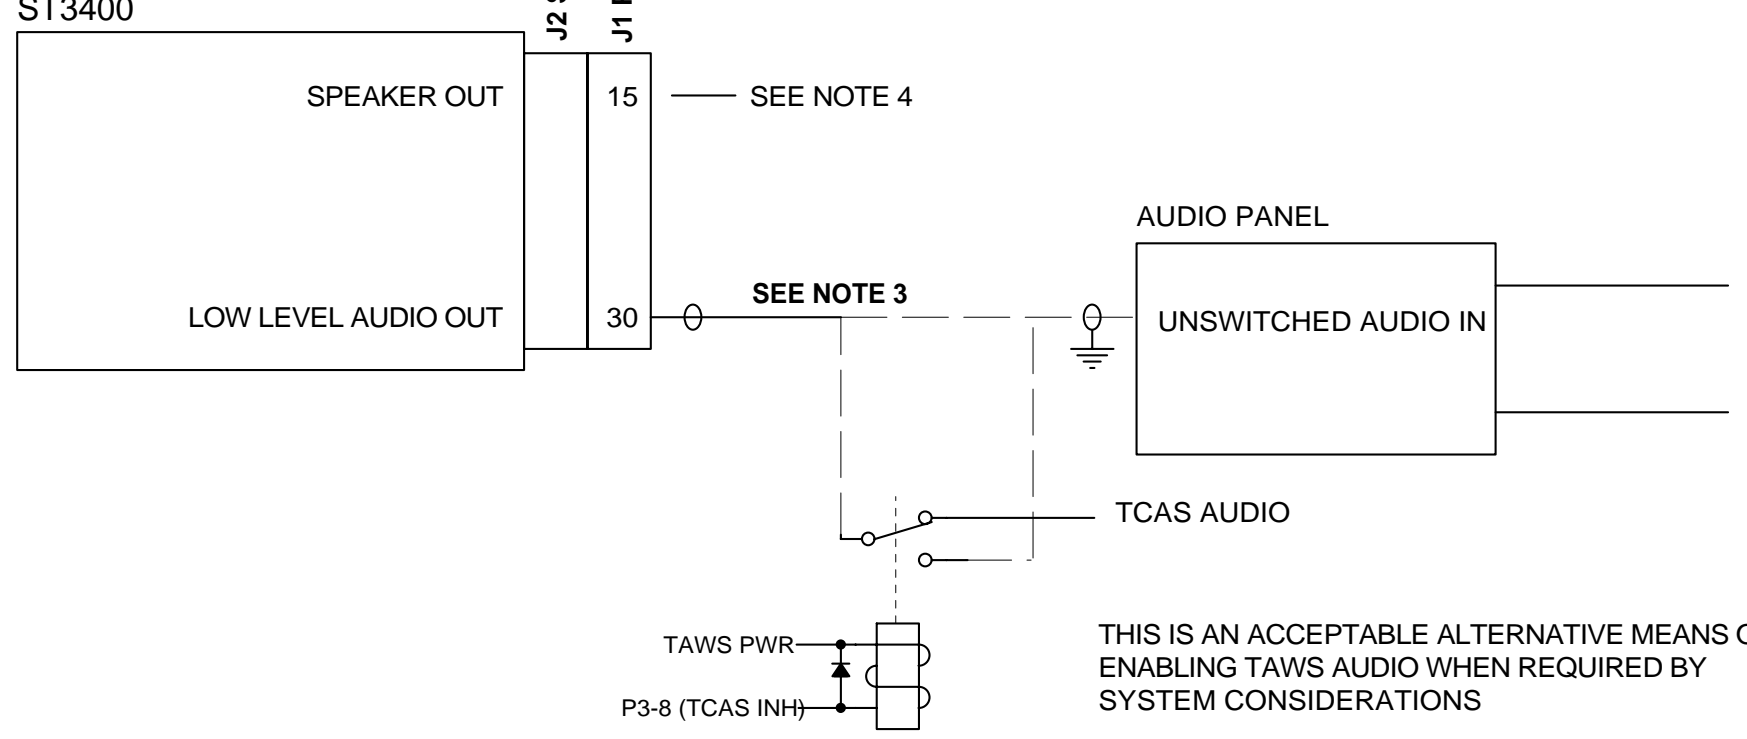 ST3400
J2
J1
SPEAKER OUT
15
SEE NOTE 4
AUDIO PANEL
SEE NOTE 3
LOW LEVEL AUDIO OUT
30
UNSWITCHED AUDIO IN
TCAS AUDIO
TAWS PWR
P3-8 (TCAS INH)
THIS IS AN ACCEPTABLE ALTERNATIVE MEANS
ENABLING TAWS AUDIO WHEN REQUIRED BY
SYSTEM CONSIDERATIONS